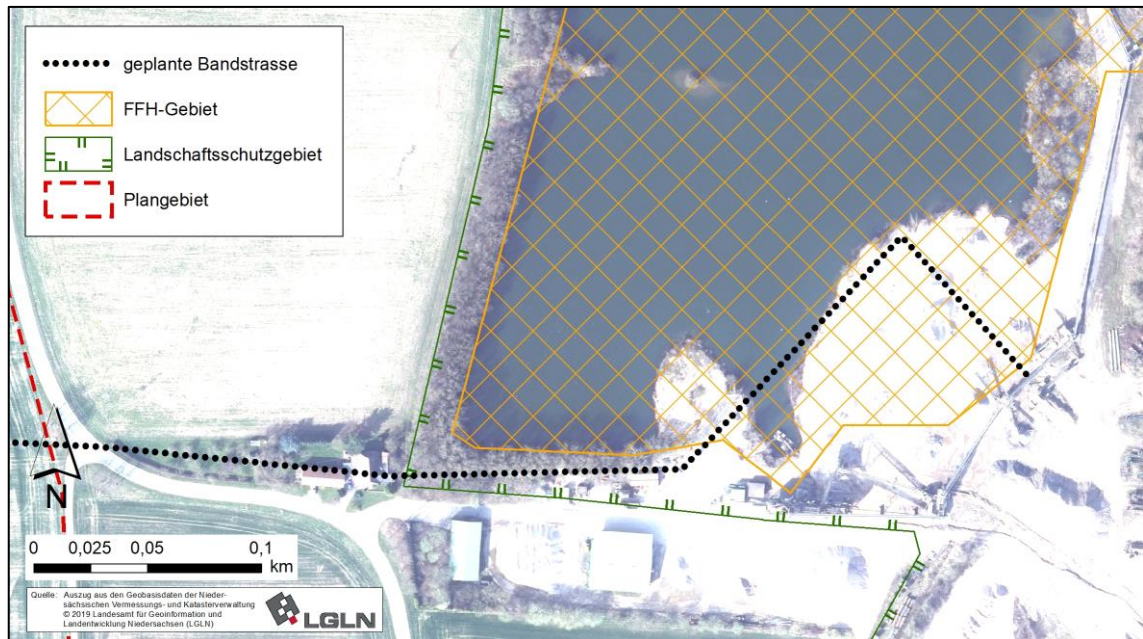 geplante Bandstrasse
FFH-Gebiet
Landschaftsschutzgebiet
Plangebiet
N
0 0,025 0,05 0,1
km
Quelle: Auszug aus den Geobasisdaten der Nieder-
sächsischen Vermessungs- und Katasterverwaltung
© 2019 Landesamt für Geoinformation und
Landentwicklung Niedersachsen (LGLN)
LGLN